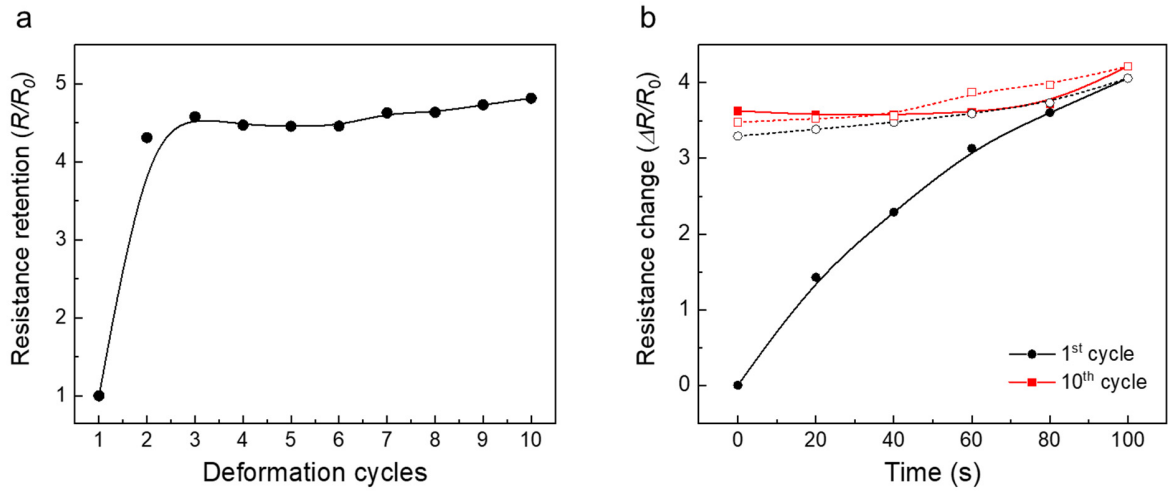 a
Resistance retention (R/R0)
5
4
3
2
1
1 2 3 4 5 6 7 8 9 10
Deformation cycles
b
Resistance change (ΔR/R0)
4
3
2
1
0
1st cycle
10th cycle
0 20 40 60 80 100
Time (s)